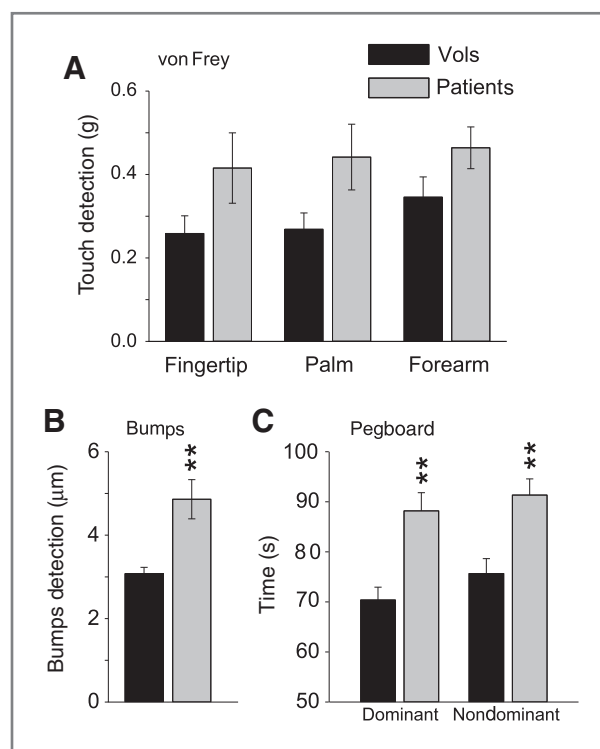 A
von Frey
Vols
Patients
Touch detection (g)
0.6
0.4
0.2
0.0
Fingertip Palm Forearm
B
Bumps
Bumps detection (μm)
6
4
2
0
**
C
Pegboard
Time (s)
100
90
80
70
60
50
** **
Dominant Nondominant